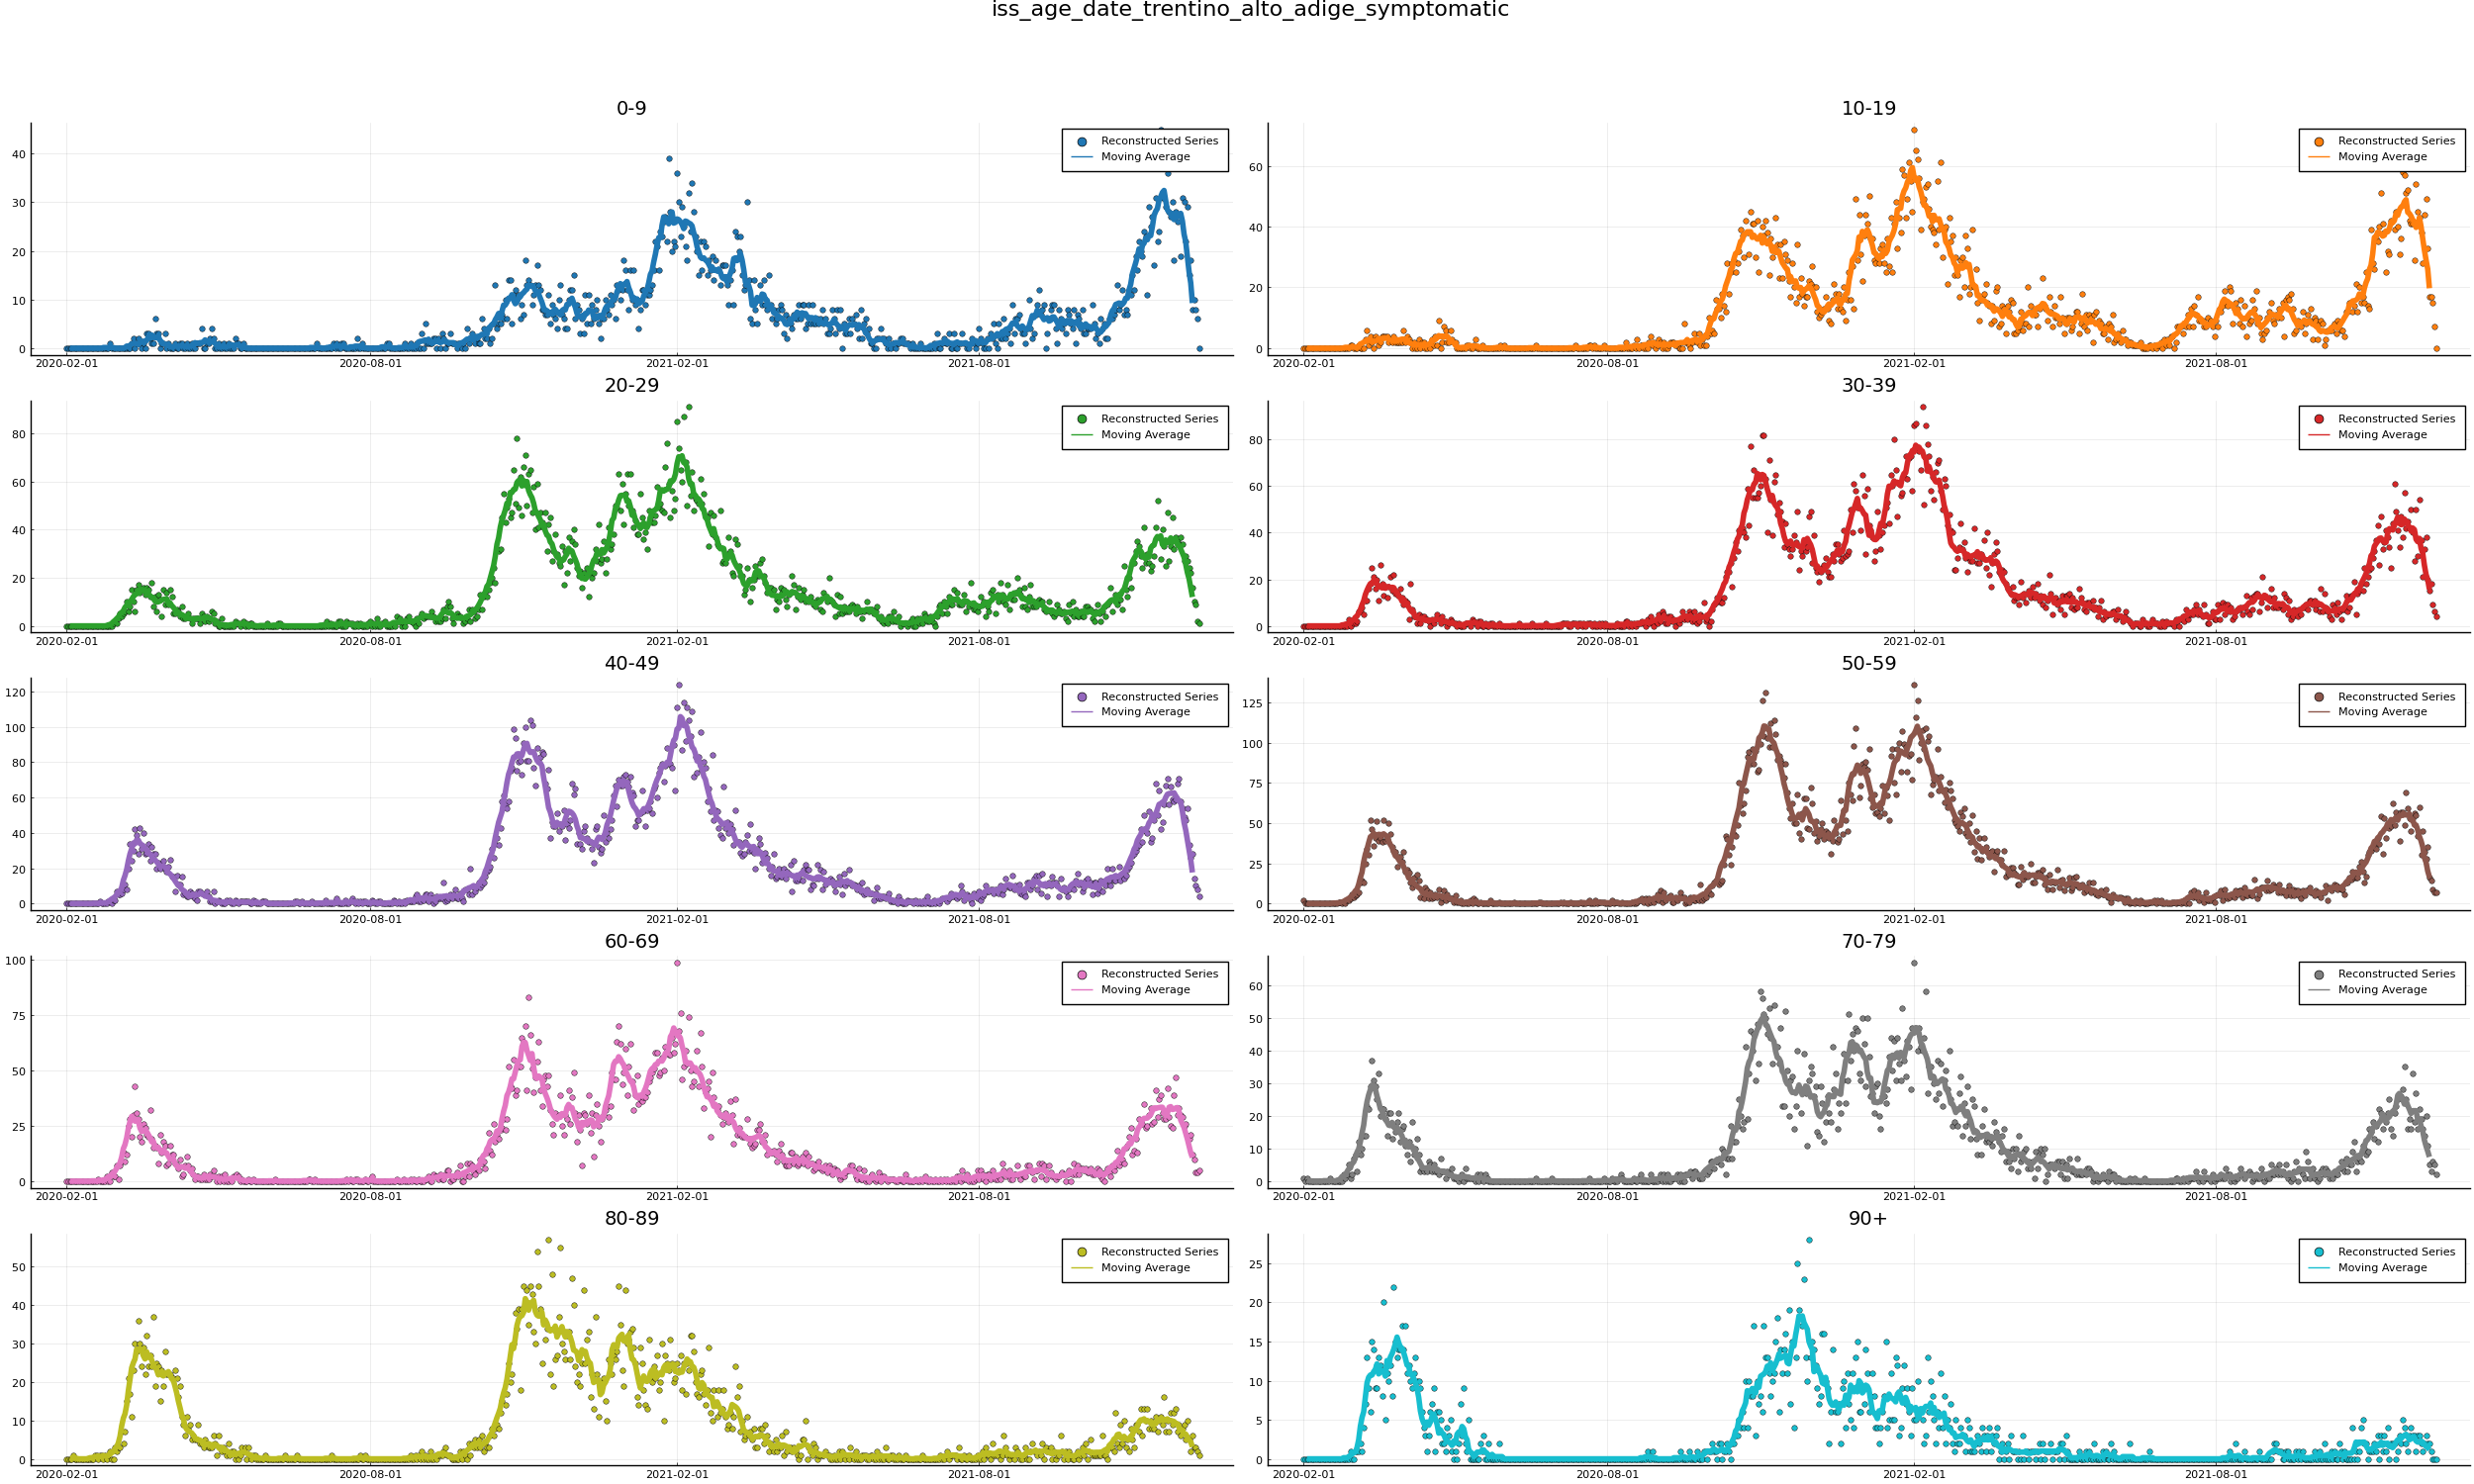 iss_age_date_trentino_alto_adige_symptomatic
0-9
Reconstructed Series
Moving Average
40
30
20
10
0
2020-02-01 2020-08-01 2021-02-01 2021-08-01
10-19
Reconstructed Series
Moving Average
60
40
20
0
2020-02-01 2020-08-01 2021-02-01 2021-08-01
20-29
Reconstructed Series
Moving Average
80
60
40
20
0
2020-02-01 2020-08-01 2021-02-01 2021-08-01
30-39
Reconstructed Series
Moving Average
80
60
40
20
0
2020-02-01 2020-08-01 2021-02-01 2021-08-01
40-49
Reconstructed Series
Moving Average
120
100
80
60
40
20
0
2020-02-01 2020-08-01 2021-02-01 2021-08-01
50-59
Reconstructed Series
Moving Average
125
100
75
50
25
0
2020-02-01 2020-08-01 2021-02-01 2021-08-01
60-69
Reconstructed Series
Moving Average
100
75
50
25
0
2020-02-01 2020-08-01 2021-02-01 2021-08-01
70-79
Reconstructed Series
Moving Average
60
50
40
30
20
10
0
2020-02-01 2020-08-01 2021-02-01 2021-08-01
80-89
Reconstructed Series
Moving Average
50
40
30
20
10
0
2020-02-01 2020-08-01 2021-02-01 2021-08-01
90+
Reconstructed Series
Moving Average
25
20
15
10
5
0
2020-02-01 2020-08-01 2021-02-01 2021-08-01